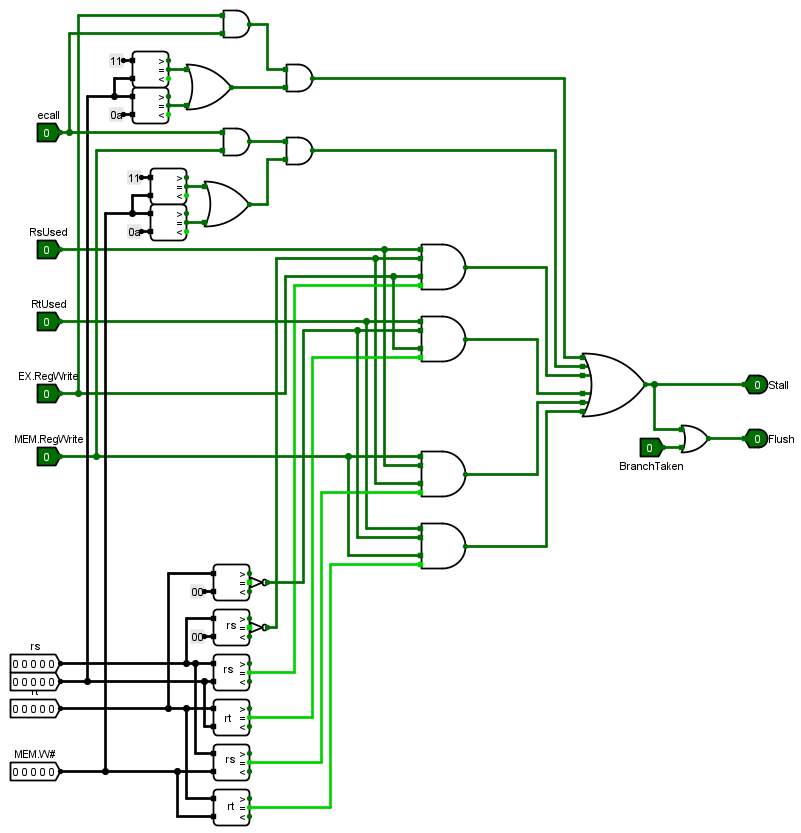 >
11 =
<
>
=
0a <
ecall
0
>
11 =
<
>
=
0a <
RsUsed
0
RtUsed
0
EX.RegWrite
0
0 Stall
MEM.RegWrite
0
0 Flush
0
BranchTaken
>
=
00 <
>
rs =
00 <
rs
0 0 0 0 0
>
rs =
<
0 0 0 0 0
rt
0 0 0 0 0
>
rt =
<
MEM.W#
0 0 0 0 0
>
rs =
<
>
rt =
<